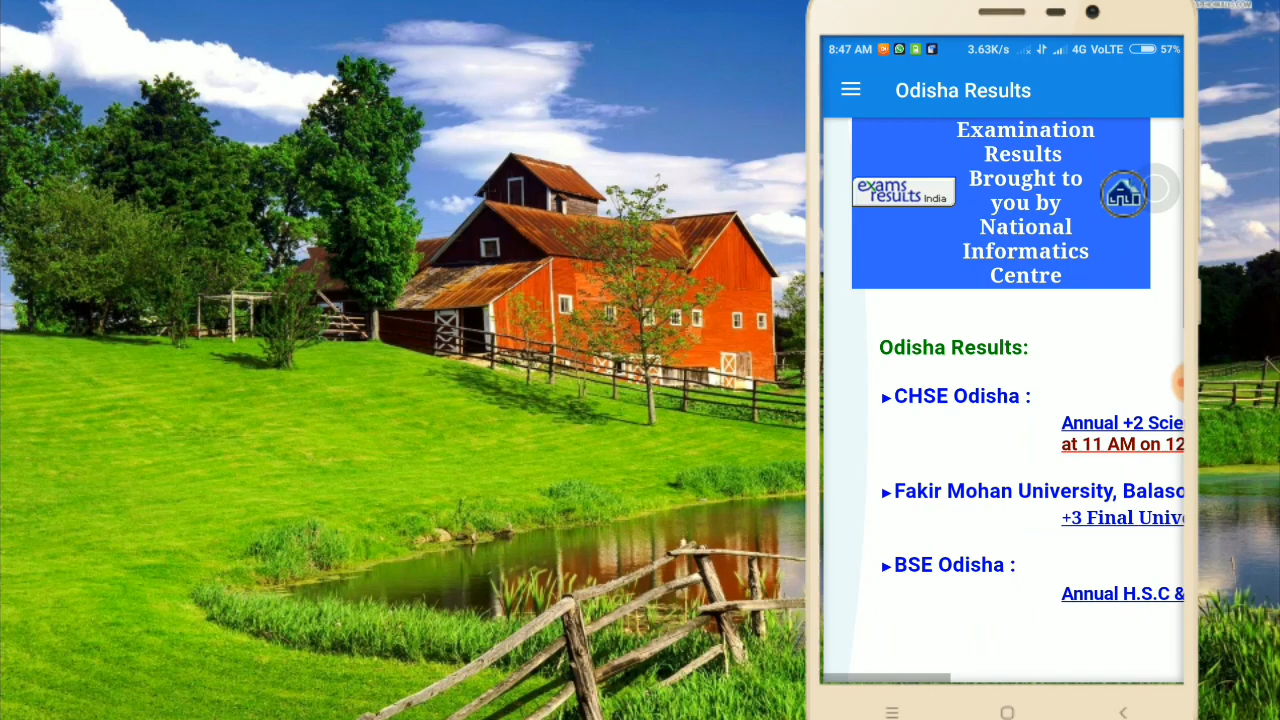 8:47 AM 3.63K/s 4G VoLTE 57%
Odisha Results
Examination
Results
Brought to
you by
National
Informatics
Centre
exams
results India
Odisha Results:
►CHSE Odisha :
Annual +2 Scie
at 11 AM on 12
►Fakir Mohan University, Balaso
+3 Final Unive
►BSE Odisha :
Annual H.S.C &